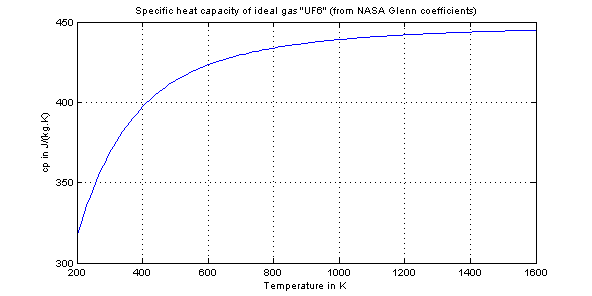 Specific heat capacity of ideal gas "UF6" (from NASA Glenn coefficients)
450
400
350
300
cp in J/(kg.K)
200 400 600 800 1000 1200 1400 1600
Temperature in K